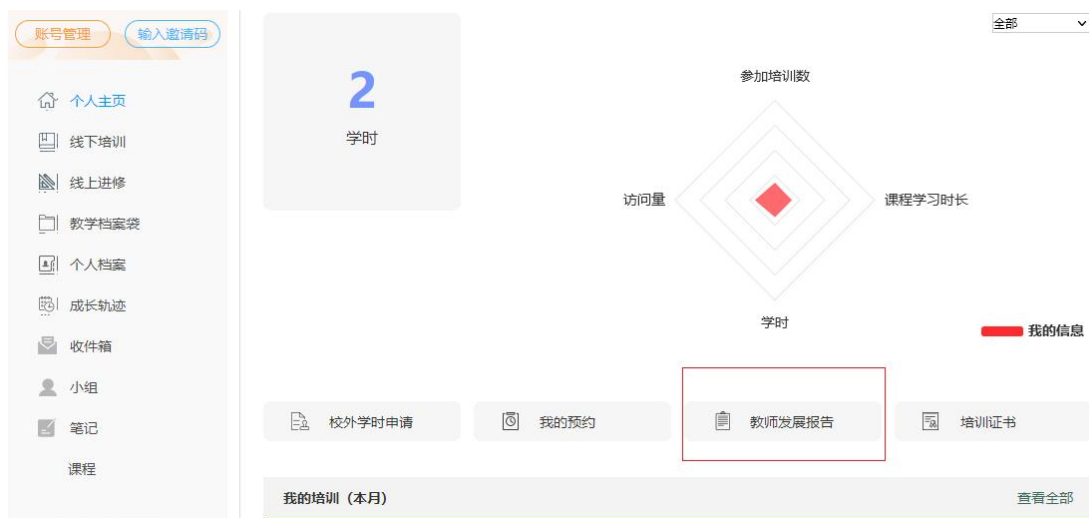 账号管理
输入邀请码
个人主页
线下培训
线上进修
教学档案袋
个人档案
成长轨迹
收件箱
小组
笔记
课程
2
学时
全部
参加培训数
访问量
课程学习时长
学时
我的信息
校外学时申请
我的预约
教师发展报告
培训证书
我的培训（本月）
查看全部